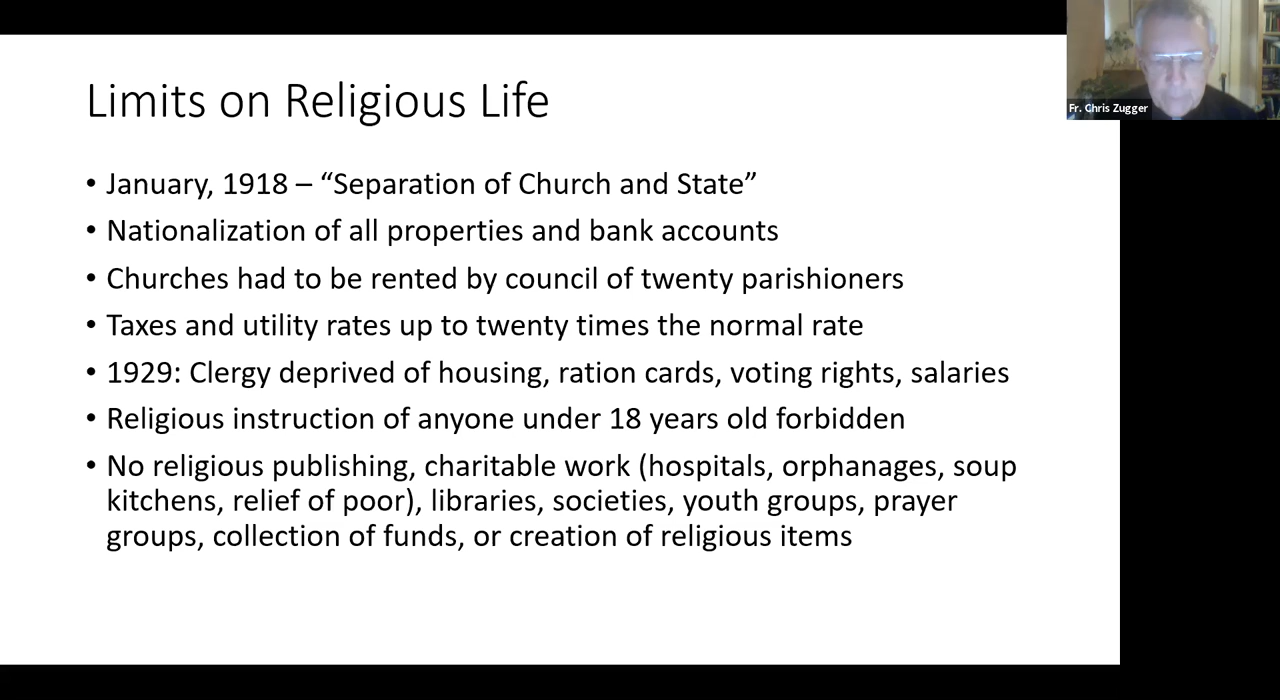 Limits on Religious Life
Fr. Chris Zugger
• January, 1918 – “Separation of Church and State”
• Nationalization of all properties and bank accounts
• Churches had to be rented by council of twenty parishioners
• Taxes and utility rates up to twenty times the normal rate
• 1929: Clergy deprived of housing, ration cards, voting rights, salaries
• Religious instruction of anyone under 18 years old forbidden
• No religious publishing, charitable work (hospitals, orphanages, soup
kitchens, relief of poor), libraries, societies, youth groups, prayer
groups, collection of funds, or creation of religious items